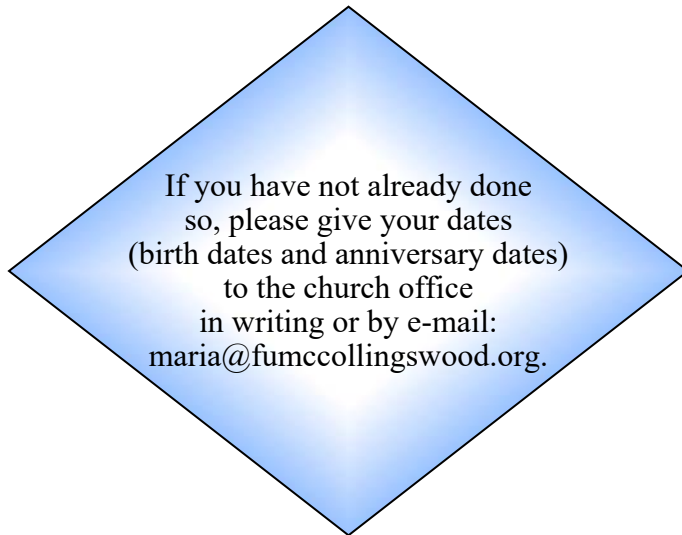 If you have not already done
so, please give your dates
(birth dates and anniversary dates)
to the church office
in writing or by e-mail:
maria@fumccollingswood.org.